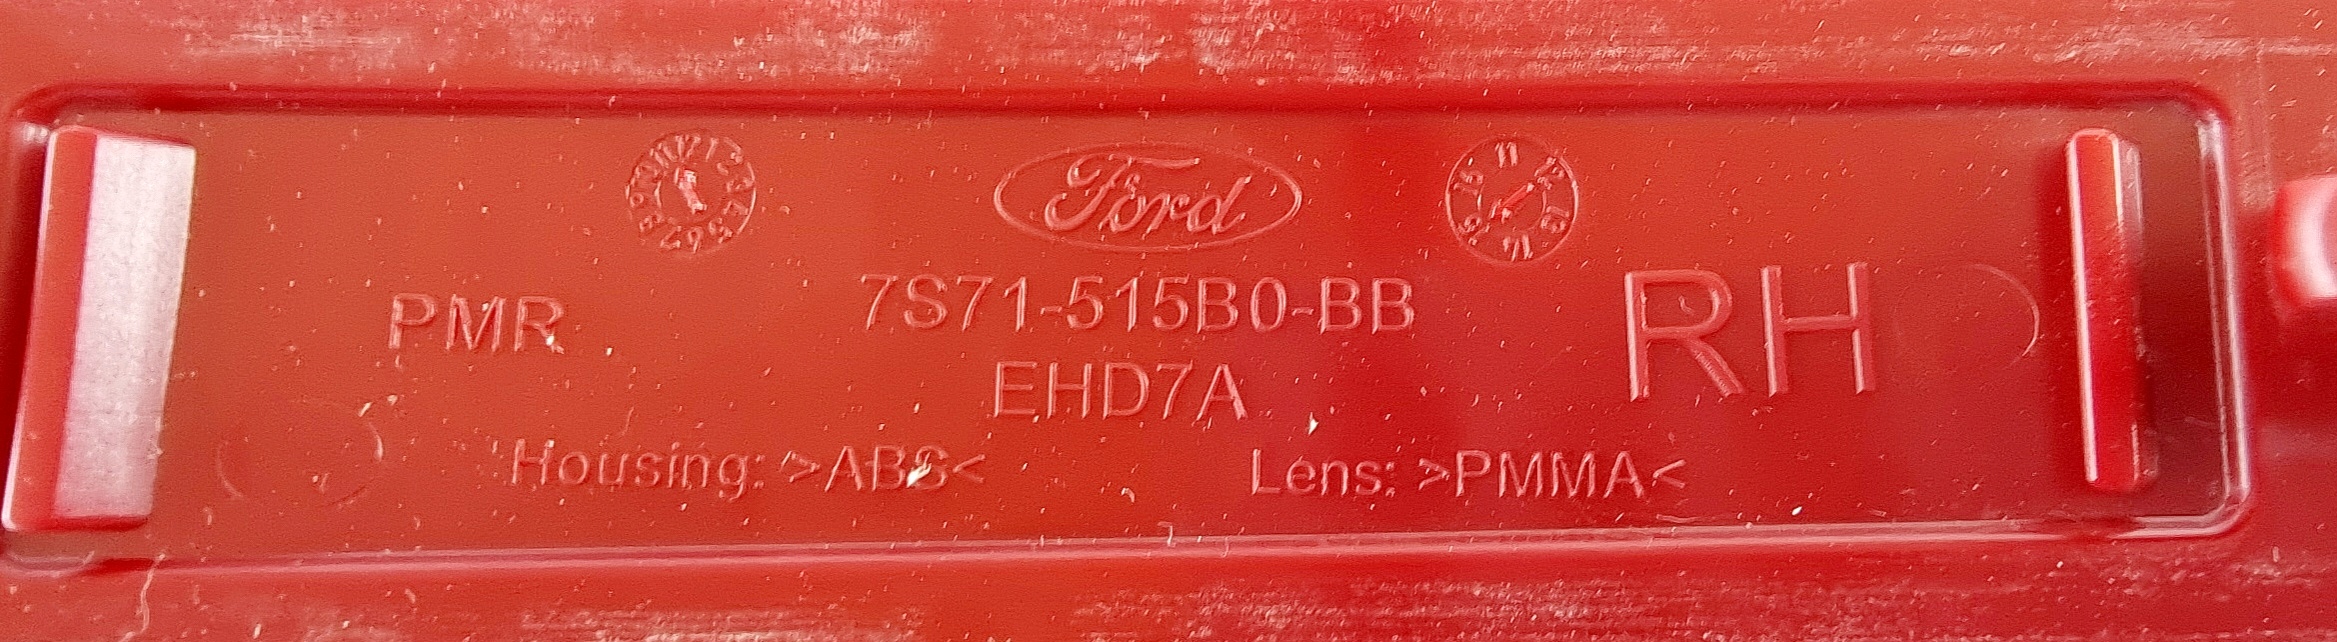 Ford
7S71-515B0-BB
PMR
RH
EHD7A
Housing: >ABS<
Lens: >PMMA<